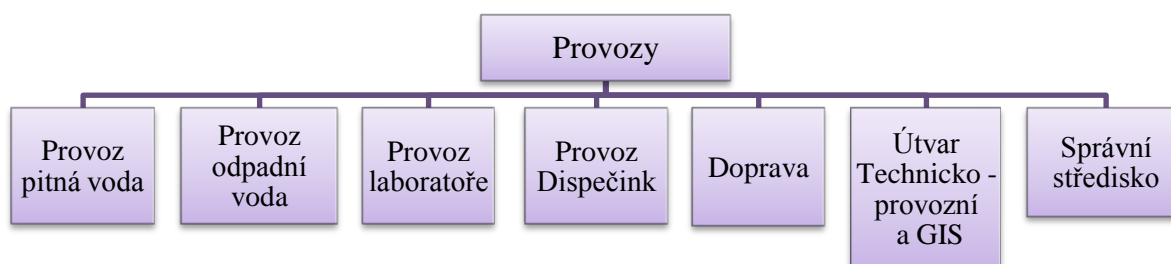 Provozy
Provoz
pitná voda
Provoz
odpadní
voda
Provoz
laboratoře
Provoz
Dispečink
Doprava
Útvar
Technicko -
provozní
a GIS
Správní
středisko